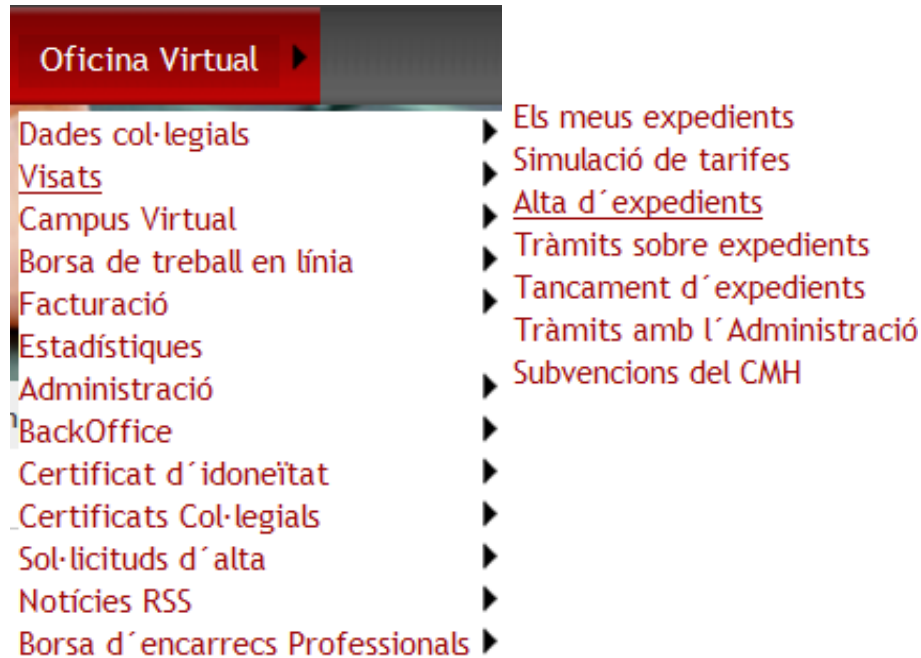 Oficina Virtual
Dades col·legials
Visats
Campus Virtual
Borsa de treball en línia
Facturació
Estadístiques
Administració
BackOffice
Certificat d´idoneïtat
Certificats Col·legials
Sol·licituds d´alta
Notícies RSS
Borsa d´encarrecs Professionals
Els meus expedients
Simulació de tarifes
Alta d´expedients
Tràmits sobre expedients
Tancament d´expedients
Tràmits amb l´Administració
Subvencions del CMH